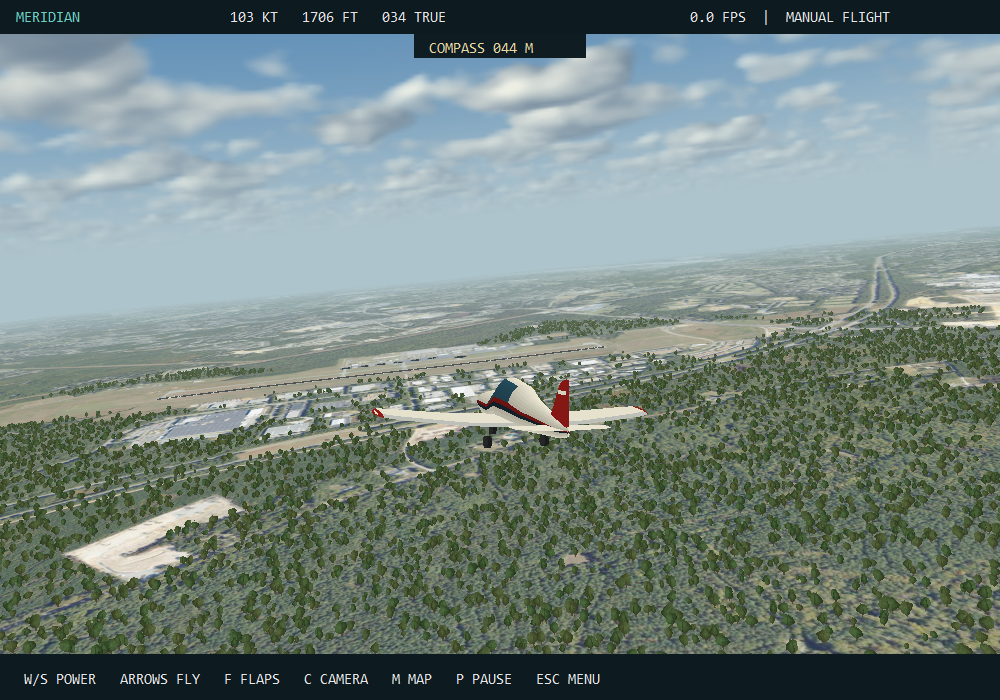 MERIDIAN 103 KT 1706 FT 034 TRUE 0.0 FPS | MANUAL FLIGHT
COMPASS 044 M
W/S POWER ARROWS FLY F FLAPS C CAMERA M MAP P PAUSE ESC MENU